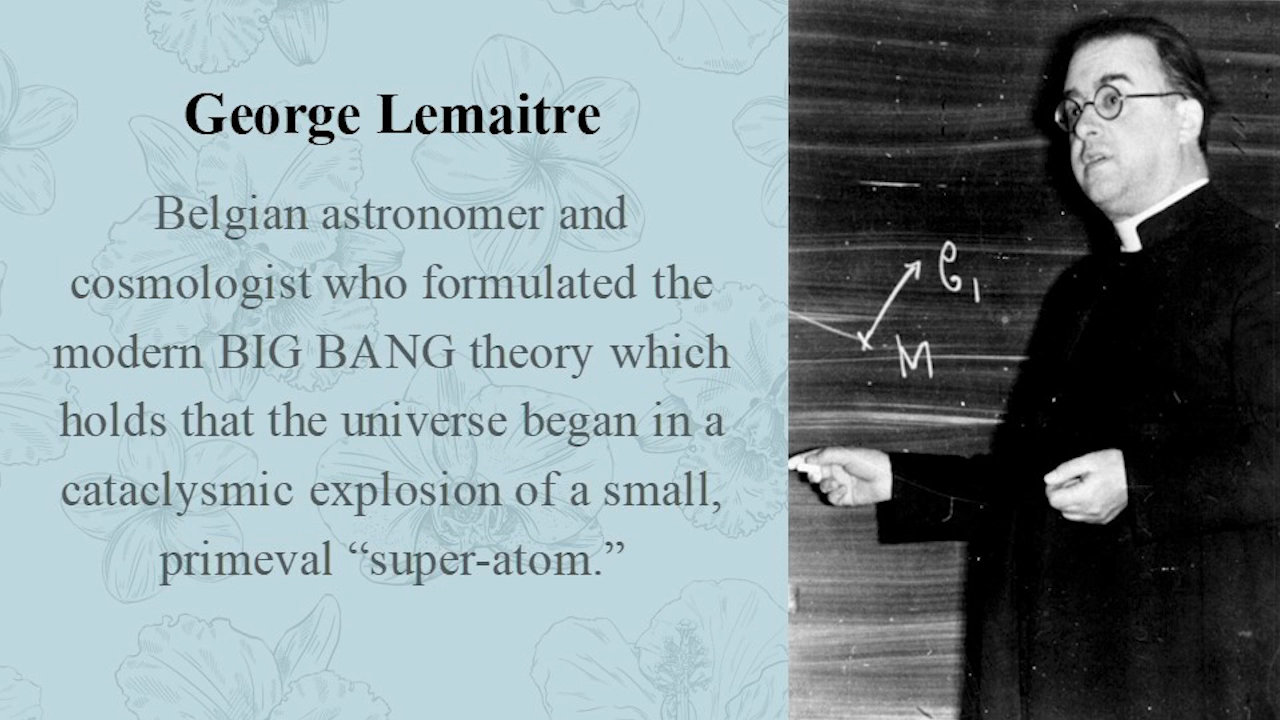 George Lemaitre
Belgian astronomer and
cosmologist who formulated the
modern BIG BANG theory which
holds that the universe began in a
cataclysmic explosion of a small,
primeval “super-atom.”
M